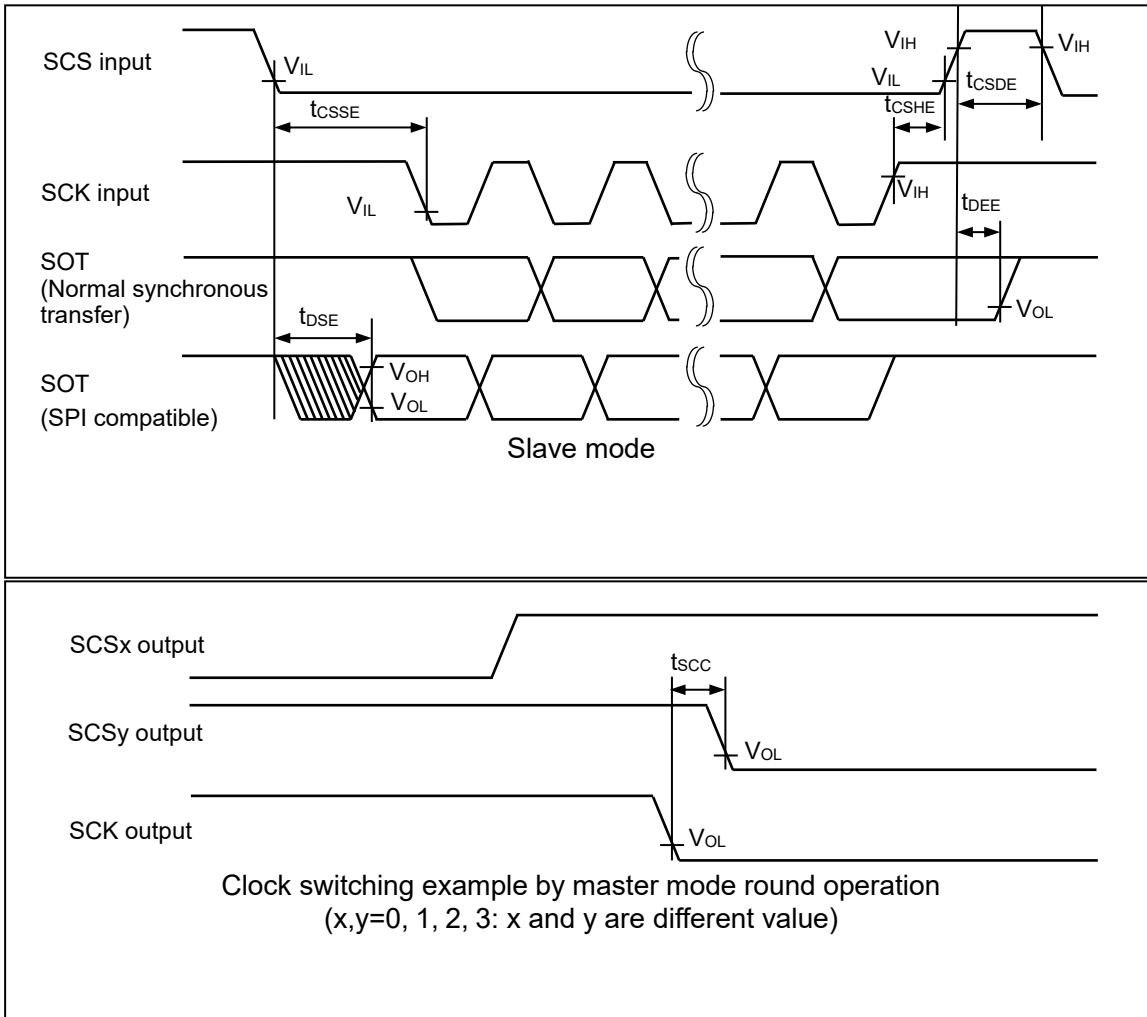 SCS input
VIL
VIH
VIL
VIH
tCSSE
tCSHE
tCSDE
SCK input
VIL
VIH
tDEE
SOT
(Normal synchronous
transfer)
VOL
tDSE
SOT
(SPI compatible)
VOH
VOL
Slave mode
SCSx output
tSCC
SCSy output
VOL
SCK output
VOL
Clock switching example by master mode round operation
(x,y=0, 1, 2, 3: x and y are different value)